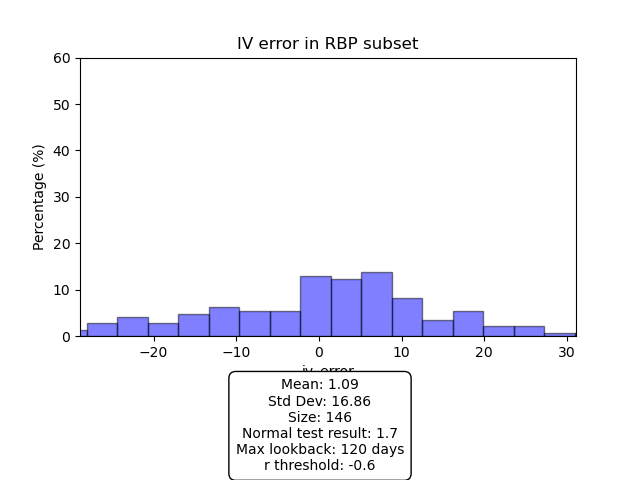 IV error in RBP subset
60
50
40
30
20
10
0
Percentage (%)
−20
−10
0
10
20
30
iv_error
Mean: 1.09
Std Dev: 16.86
Size: 146
Normal test result: 1.7
Max lookback: 120 days
r threshold: -0.6